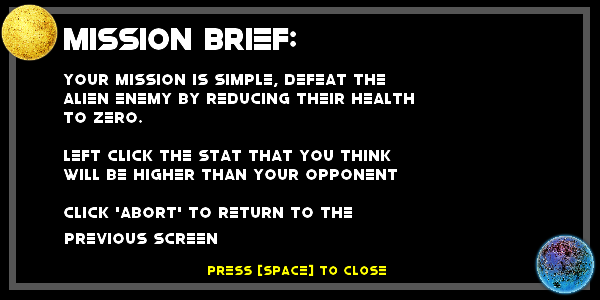 MISSION BRIEF:
YOUR MISSION IS SIMPLE, DEFEAT THE
ALIEN ENEMY BY REDUCING THEIR HEALTH
TO ZERO.
LEFT CLICK THE STAT THAT YOU THINK
WILL BE HIGHER THAN YOUR OPPONENT
CLICK 'ABORT' TO RETURN TO THE
PREVIOUS SCREEN
PRESS [SPACE] TO CLOSE